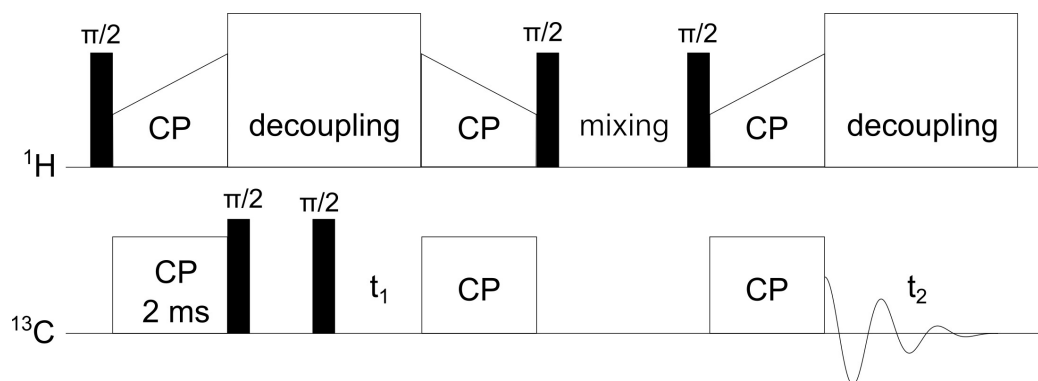 π/2 π/2 π/2
CP decoupling CP mixing CP decoupling
¹H
π/2 π/2
CP
2 ms
t₁
CP
CP
t₂
¹³C